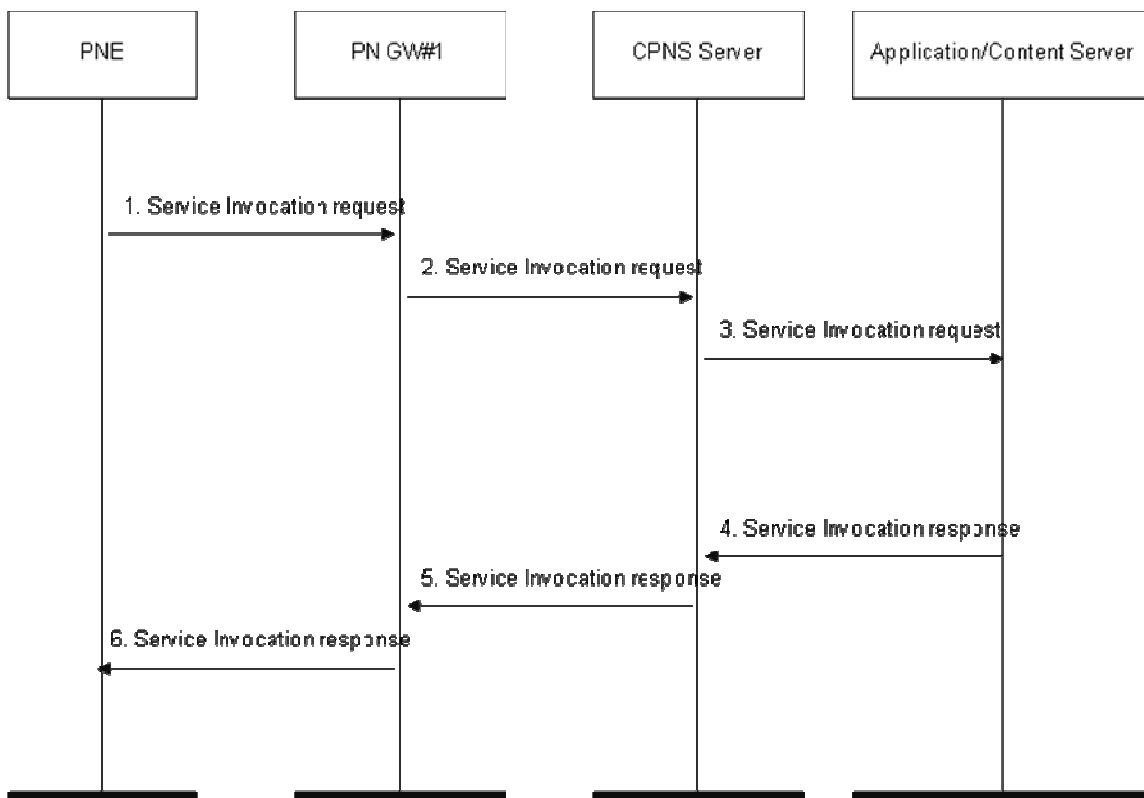 PNE
PN GW#1
CPNS Server
Application/Content Server
1. Service Invocation request
2. Service Invocation request
3. Service Invocation request
4. Service Invocation response
5. Service Invocation response
6. Service Invocation response